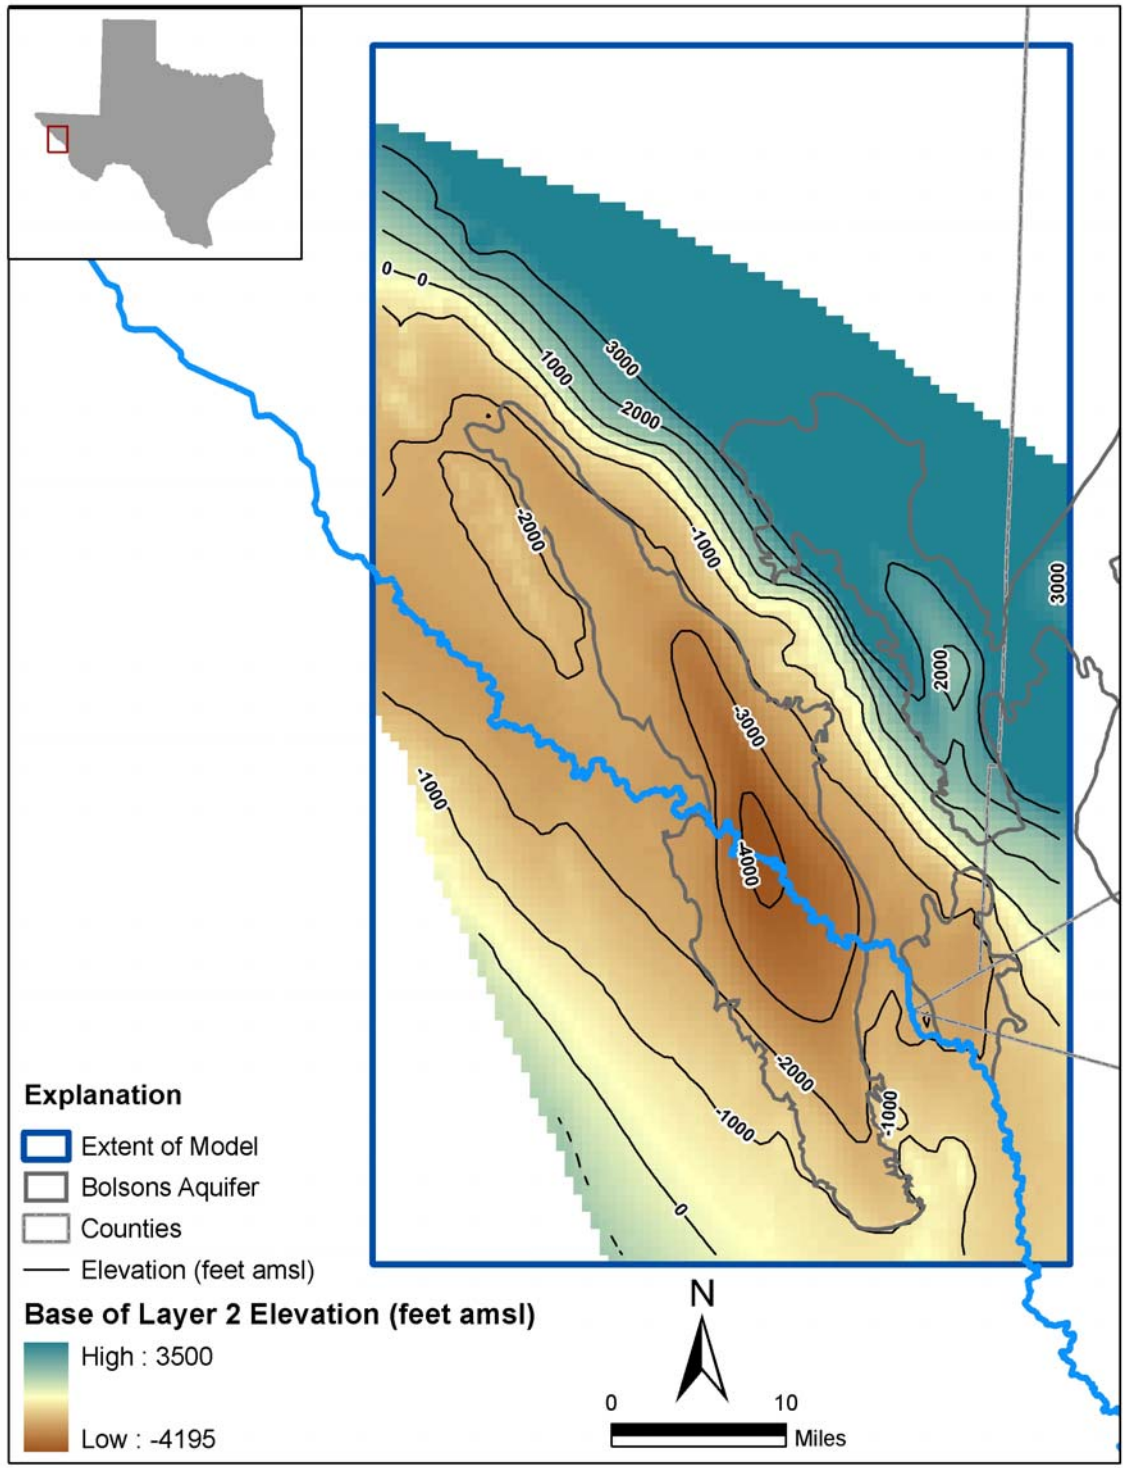 0
0
3000
1000
2000
-2000
-1000
3000
2000
-3000
-1000
-4000
-2000
-1000
-1000
0
Explanation
Extent of Model
Bolsons Aquifer
Counties
Elevation (feet amsl)
Base of Layer 2 Elevation (feet amsl)
High : 3500
Low : -4195
N
0 10
Miles